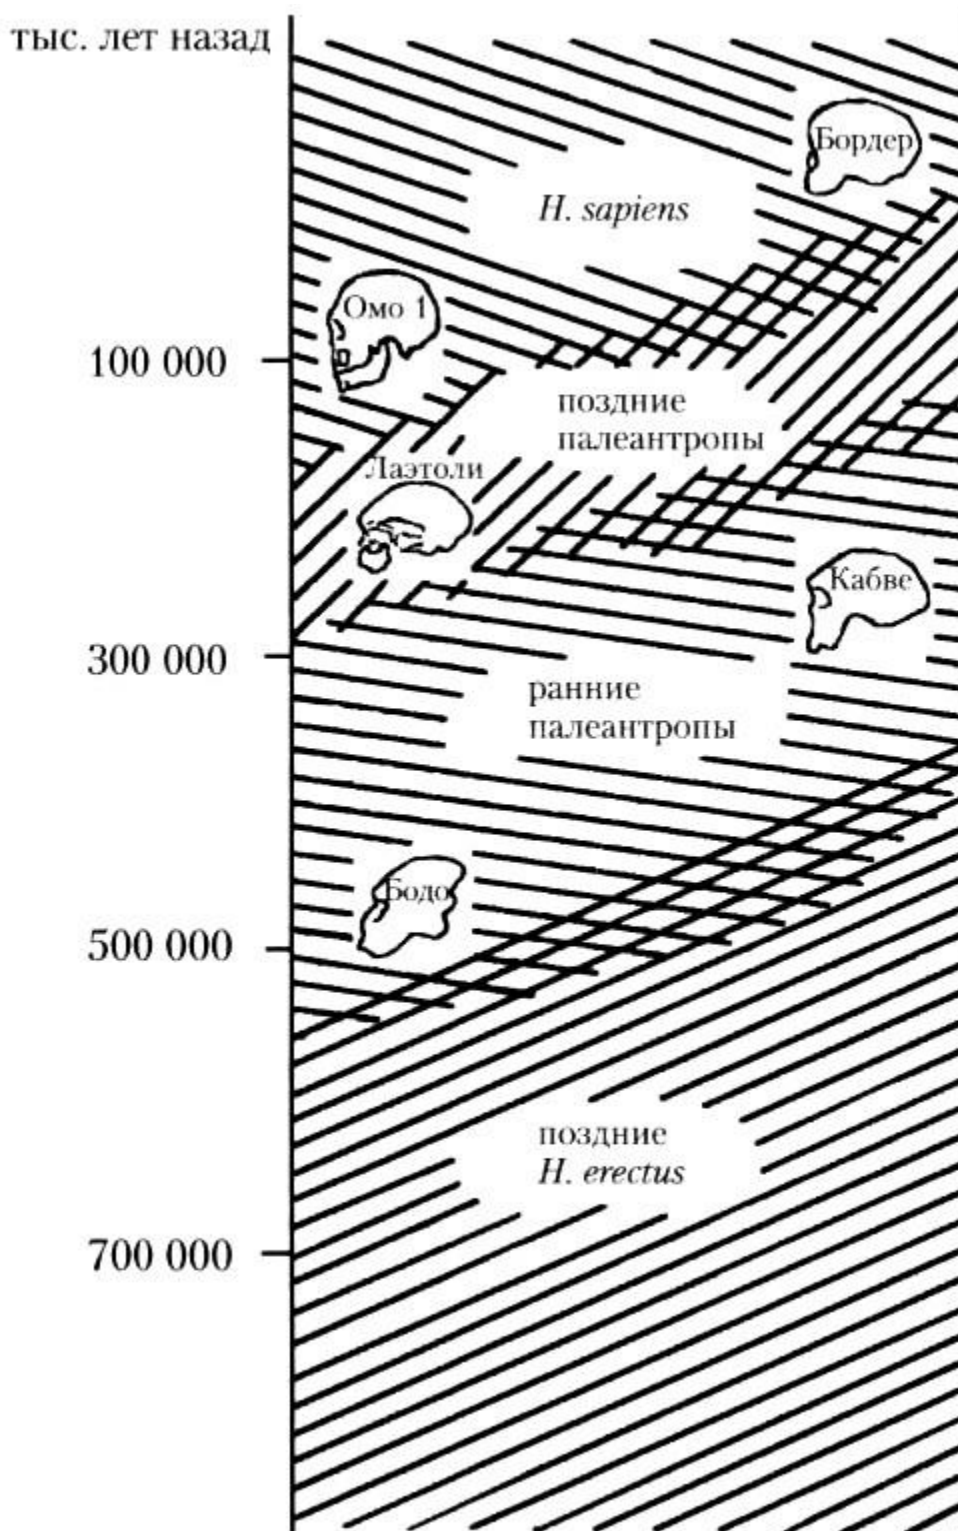 тыс. лет назад
Бордер
H. sapiens
Омо 1
100 000
поздние
палеантропы
Лаэтоли
Кабве
300 000
ранние
палеантропы
Бодо
500 000
поздние
H. erectus
700 000